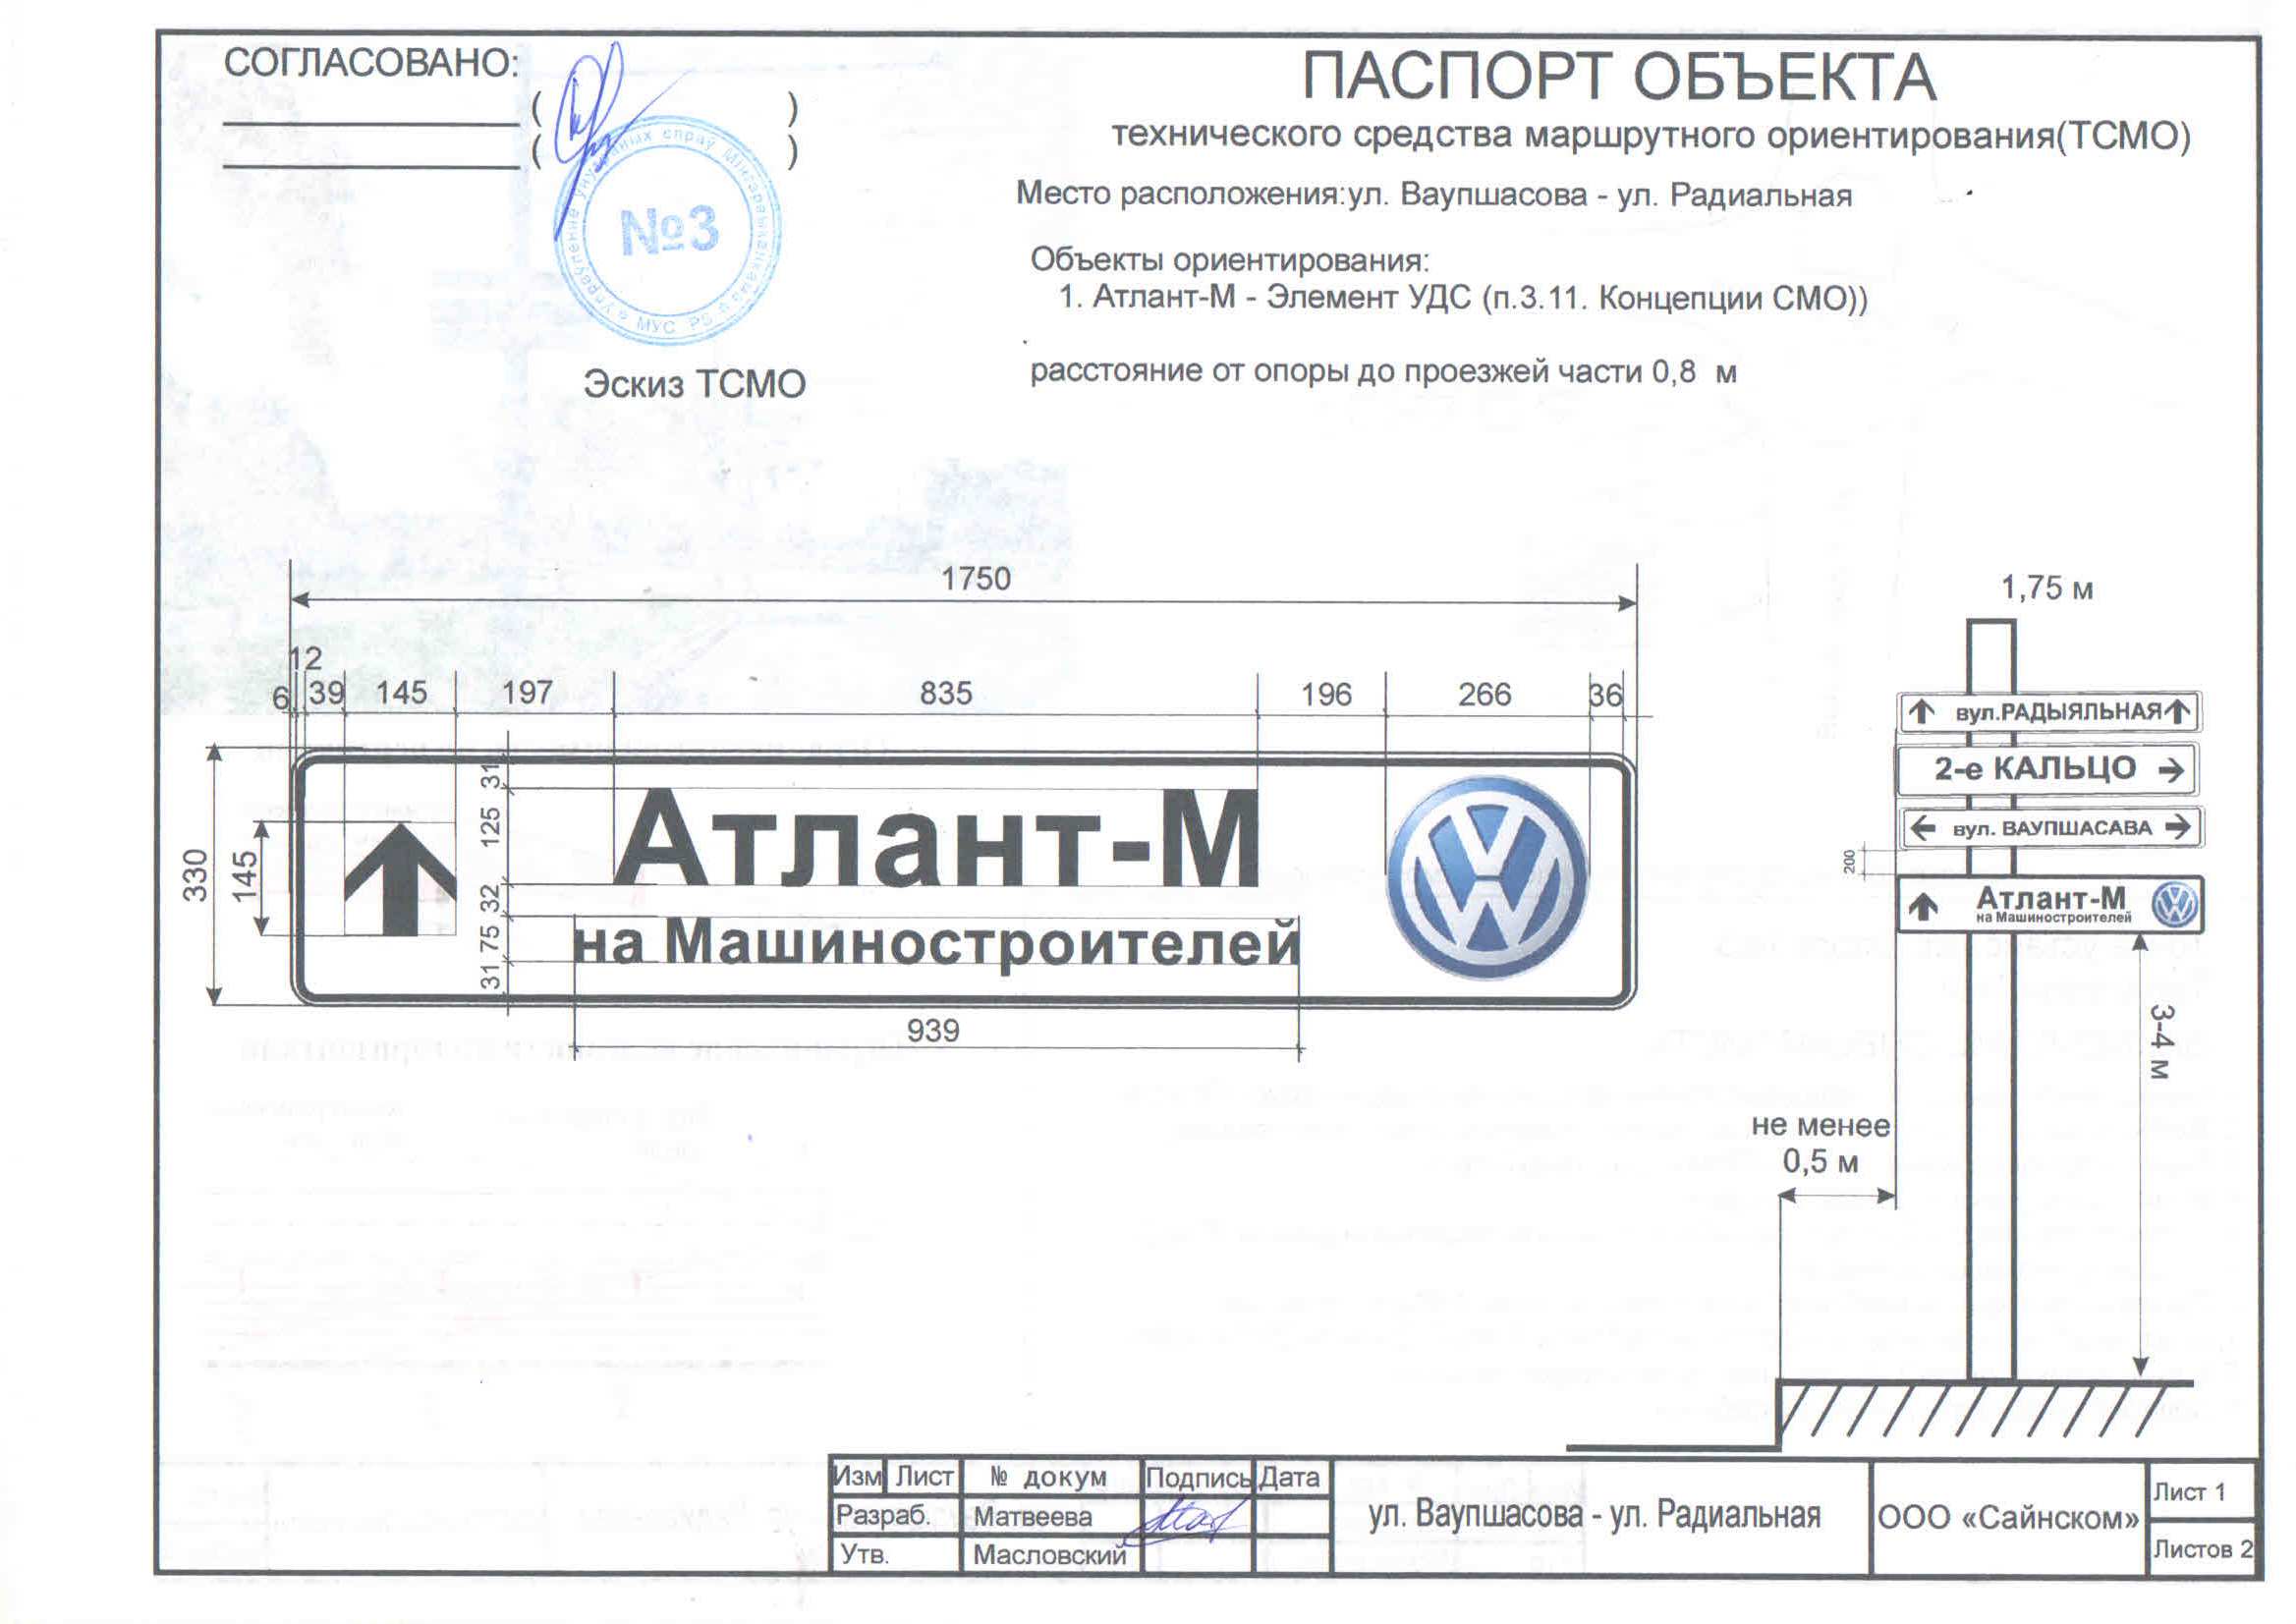 СОГЛАСОВАНО:
( )
( )
№3
МУС
ПАСПОРТ ОБЪЕКТА
технического средства маршрутного ориентирования(ТСМО)
Место расположения:ул. Ваупшасова - ул. Радиальная
Объекты ориентирования:
1. Атлант-М - Элемент УДС (п.3.11. Концепции СМО))
расстояние от опоры до проезжей части 0,8 м
Эскиз ТСМО
1750
12
6 39 145 197 835 196 266 36
330
145
31
125
32
75
31
Атлант-М
на Машиностроителей
939
1,75 м
вул.РАДЫЯЛЬНАЯ
2-е КАЛЬЦО
вул. ВАУПШАСАВА
200
Атлант-М
на Машиностроителей
3-4 м
не менее
0,5 м
Изм Лист № докум Подпись Дата
Разраб. Матвеева
Утв. Масловский
ул. Ваупшасова - ул. Радиальная
ООО «Сайнском»
Лист 1
Листов 2